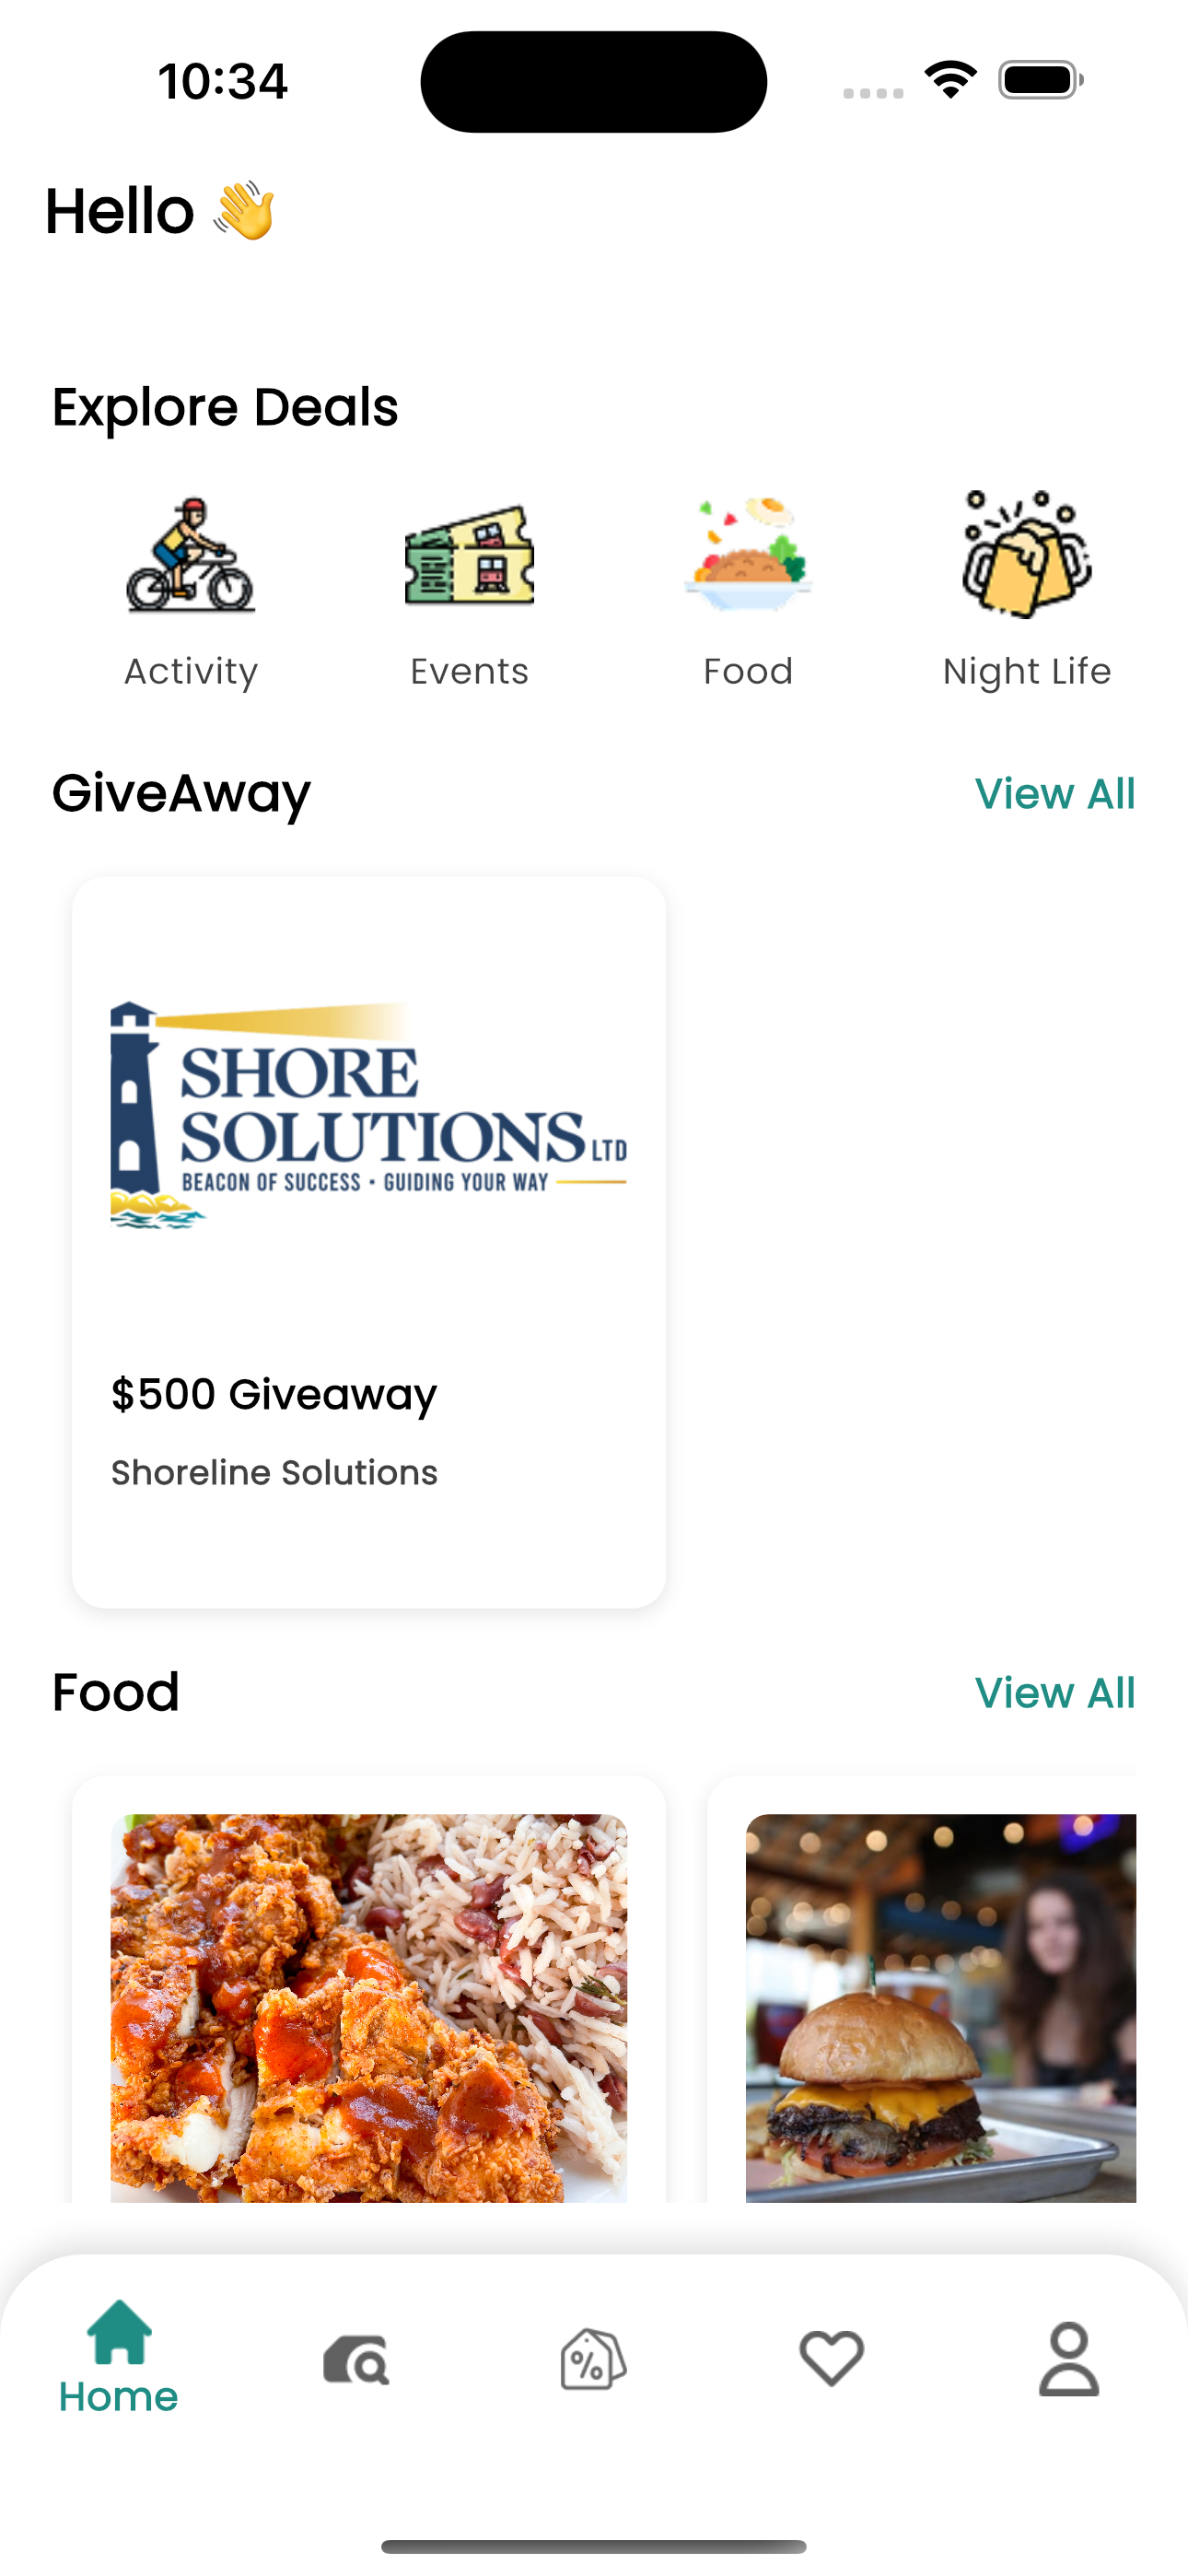 10:34
Hello 👋
Explore Deals
Activity Events Food Night Life
GiveAway View All
SHORE
SOLUTIONS LTD
BEACON OF SUCCESS • GUIDING YOUR WAY
$500 Giveaway
Shoreline Solutions
Food View All
%
Home